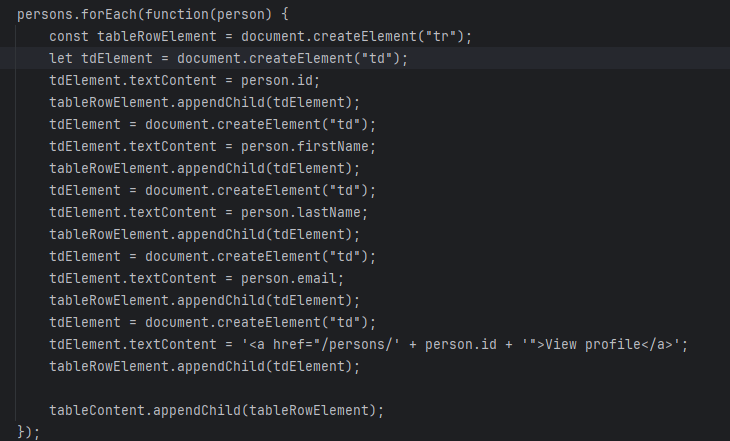 persons.forEach(function(person) {
    const tableRowElement = document.createElement("tr");
    let tdElement = document.createElement("td");
    tdElement.textContent = person.id;
    tableRowElement.appendChild(tdElement);
    tdElement = document.createElement("td");
    tdElement.textContent = person.firstName;
    tableRowElement.appendChild(tdElement);
    tdElement = document.createElement("td");
    tdElement.textContent = person.lastName;
    tableRowElement.appendChild(tdElement);
    tdElement = document.createElement("td");
    tdElement.textContent = person.email;
    tableRowElement.appendChild(tdElement);
    tdElement = document.createElement("td");
    tdElement.textContent = '<a href="/persons/' + person.id + '">View profile</a>';
    tableRowElement.appendChild(tdElement);

    tableContent.appendChild(tableRowElement);
});